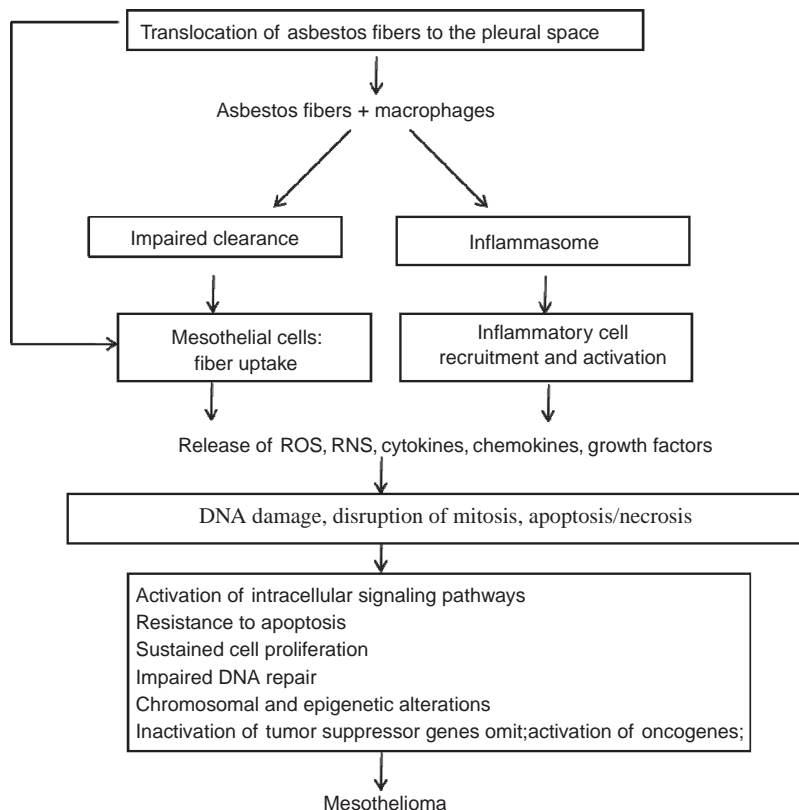 Translocation of asbestos fibers to the pleural space
Asbestos fibers + macrophages
Impaired clearance
Inflammasome
Mesothelial cells:
fiber uptake
Inflammatory cell
recruitment and activation
Release of ROS, RNS, cytokines, chemokines, growth factors
DNA damage, disruption of mitosis, apoptosis/necrosis
Activation of intracellular signaling pathways
Resistance to apoptosis
Sustained cell proliferation
Impaired DNA repair
Chromosomal and epigenetic alterations
Inactivation of tumor suppressor genes omit;activation of oncogenes;
Mesothelioma